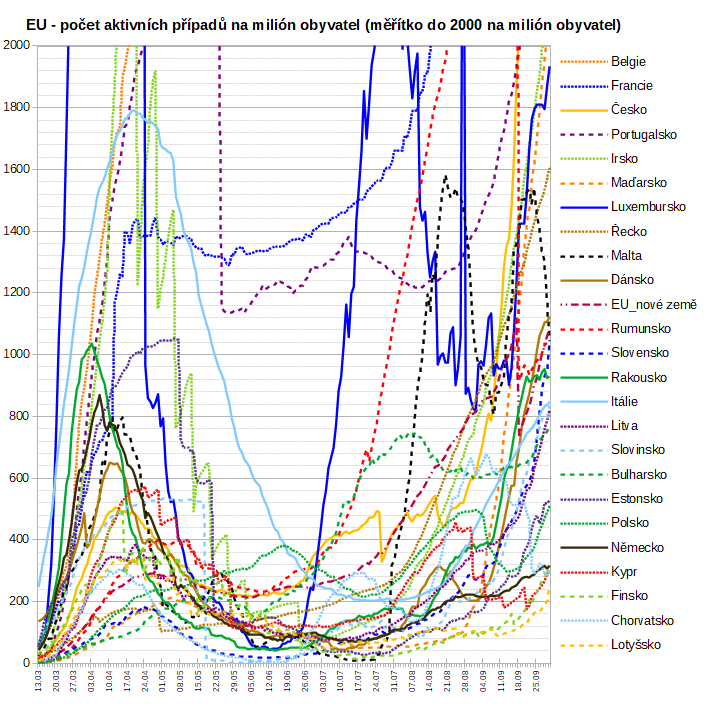 EU - počet aktivních případů na milión obyvatel (měřítko do 2000 na milión obyvatel)
2000
1800
1600
1400
1200
1000
800
600
400
200
0
13.03
20.03
27.03
03.04
10.04
17.04
24.04
01.05
08.05
15.05
22.05
29.05
05.06
12.06
19.06
26.06
03.07
10.07
17.07
24.07
31.07
07.08
14.08
21.08
28.08
04.09
11.09
18.09
25.09
Belgie
Francie
Česko
Portugalsko
Irsko
Maďarsko
Luxembursko
Řecko
Malta
Dánsko
EU_nové země
Rumunsko
Slovensko
Rakousko
Itálie
Litva
Slovinsko
Bulharsko
Estonsko
Polsko
Německo
Kypr
Finsko
Chorvatsko
Lotyšsko